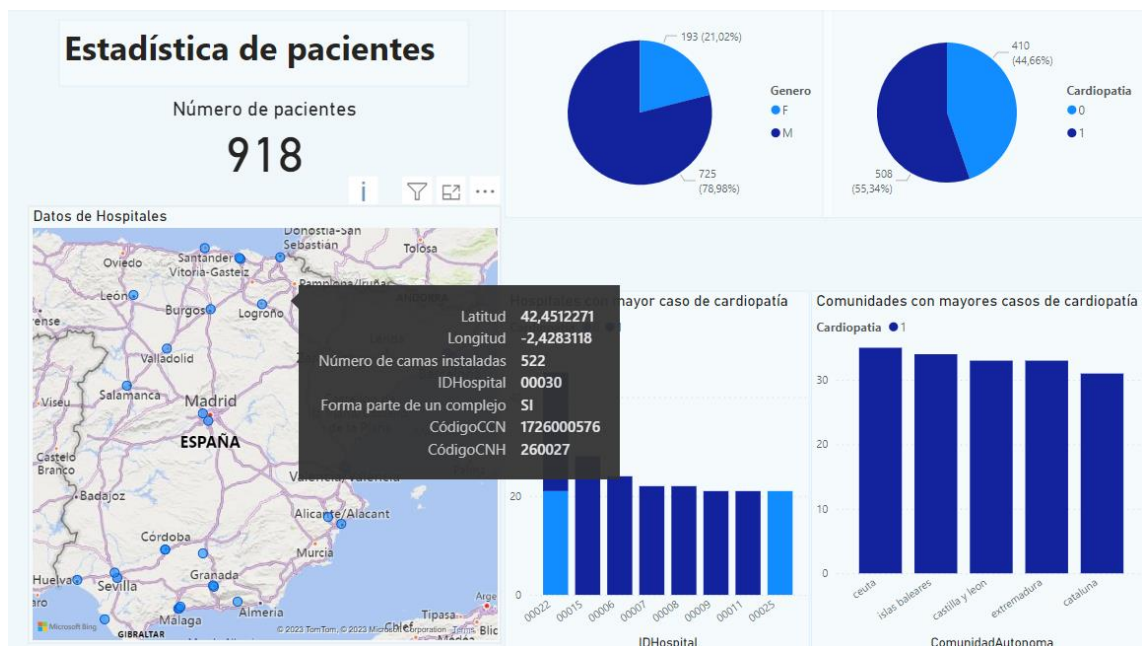 Estadística de pacientes
Número de pacientes
918
193 (21,02%)
725
(78,98%)
Genero
F
M
410
(44,66%)
508
(55,34%)
Cardiopatia
0
1
Datos de Hospitales
Donostia-San
Sebastián
Tolosa
Oviedo
Santander
Vitoria-Gasteiz
Pamplona/Iruñea
León
Burgos
Logroño
ANDORRA
Valladolid
Viseu
Salamanca
Madrid
ESPAÑA
Castelo
Branco
Badajoz
Alicante/Alacant
Córdoba
Murcia
Huelva
Sevilla
Granada
Almería
Málaga
GIBRALTAR
Tipasa
Microsoft Bing
© 2023 TomTom, © 2023 Microsoft Corporation Terms
Latitud 42,4512271
Longitud -2,4283118
Número de camas instaladas 522
IDHospital 00030
Forma parte de un complejo SI
CódigoCCN 1726000576
CódigoCNH 260027
Hospitales con mayor caso de cardiopatía
20
0
00022
00015
00006
00007
00008
00009
00011
00025
IDHospital
Comunidades con mayores casos de cardiopatía
Cardiopatia 1
30
20
10
0
ceuta
islas baleares
castilla y leon
extremadura
cataluna
ComunidadAutonoma